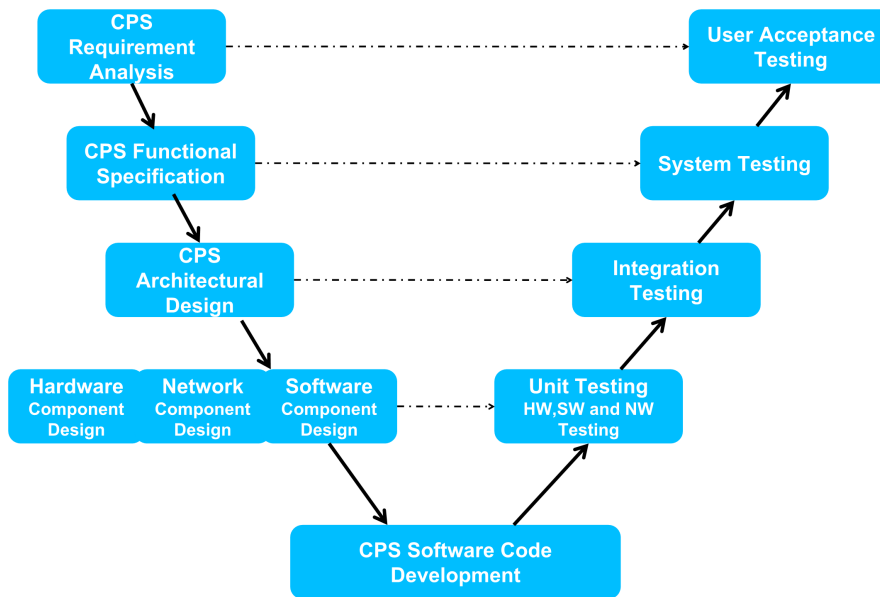 CPS
Requirement
Analysis
User Acceptance
Testing
CPS Functional
Specification
System Testing
CPS
Architectural
Design
Integration
Testing
Hardware
Component
Design
Network
Component
Design
Software
Component
Design
Unit Testing
HW,SW and NW
Testing
CPS Software Code
Development